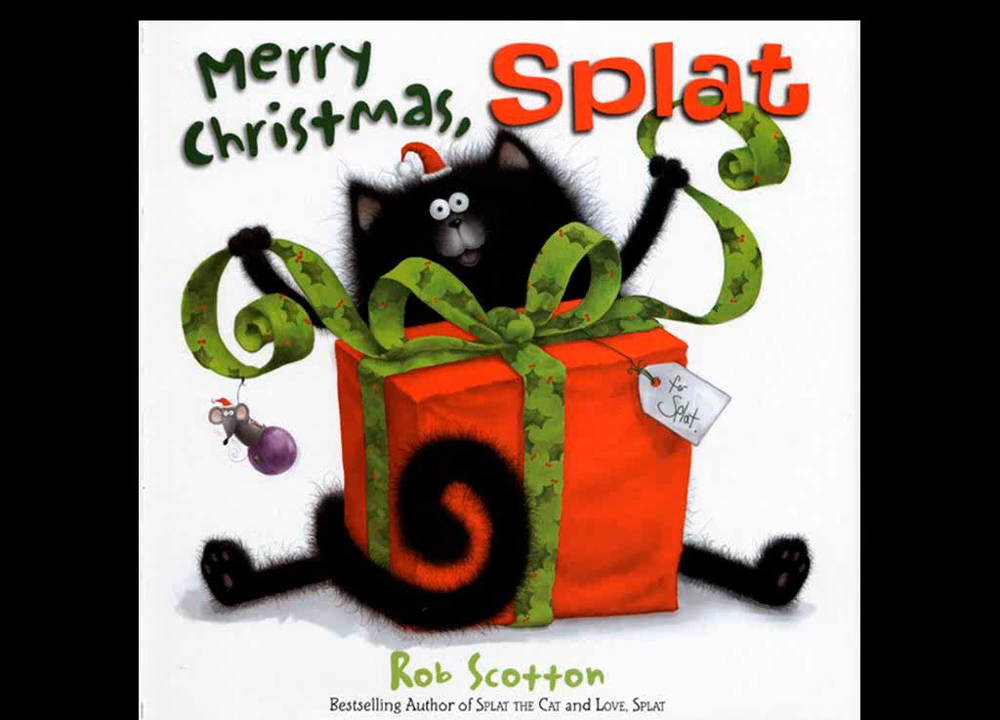 Merry
Christmas, Splat
for
Splat.
Rob Scotton
Bestselling Author of SPLAT THE CAT and LOVE, SPLAT